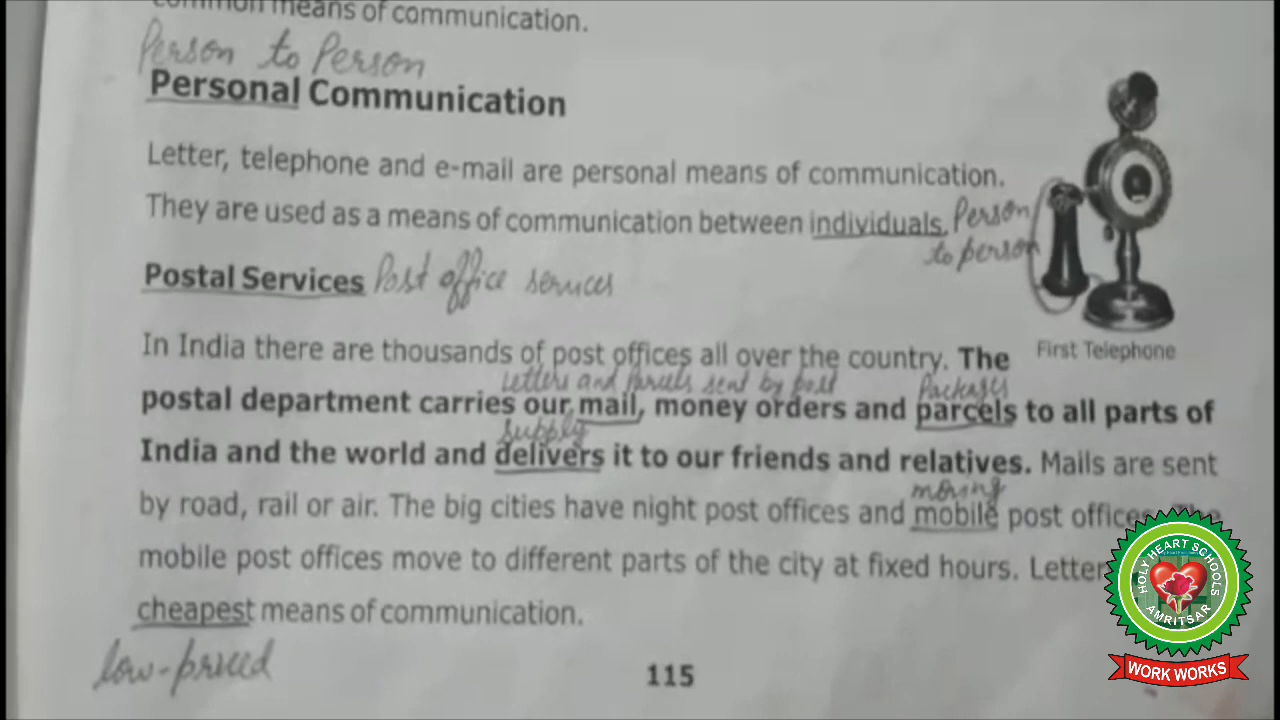 common means of communication.
Person to Person
Personal Communication
Letter, telephone and e-mail are personal means of communication.
They are used as a means of communication between individuals. Person
to person
Postal Services Post office services
In India there are thousands of post offices all over the country. The
First Telephone
Letters and Parcels sent by post Packages
postal department carries our mail, money orders and parcels to all parts of
supply
India and the world and delivers it to our friends and relatives. Mails are sent
moving
by road, rail or air. The big cities have night post offices and mobile post offices. The
mobile post offices move to different parts of the city at fixed hours. Letter
cheapest means of communication.
low-priced
115
HOLY HEART SCHOOLS
AMRITSAR
WORK WORKS